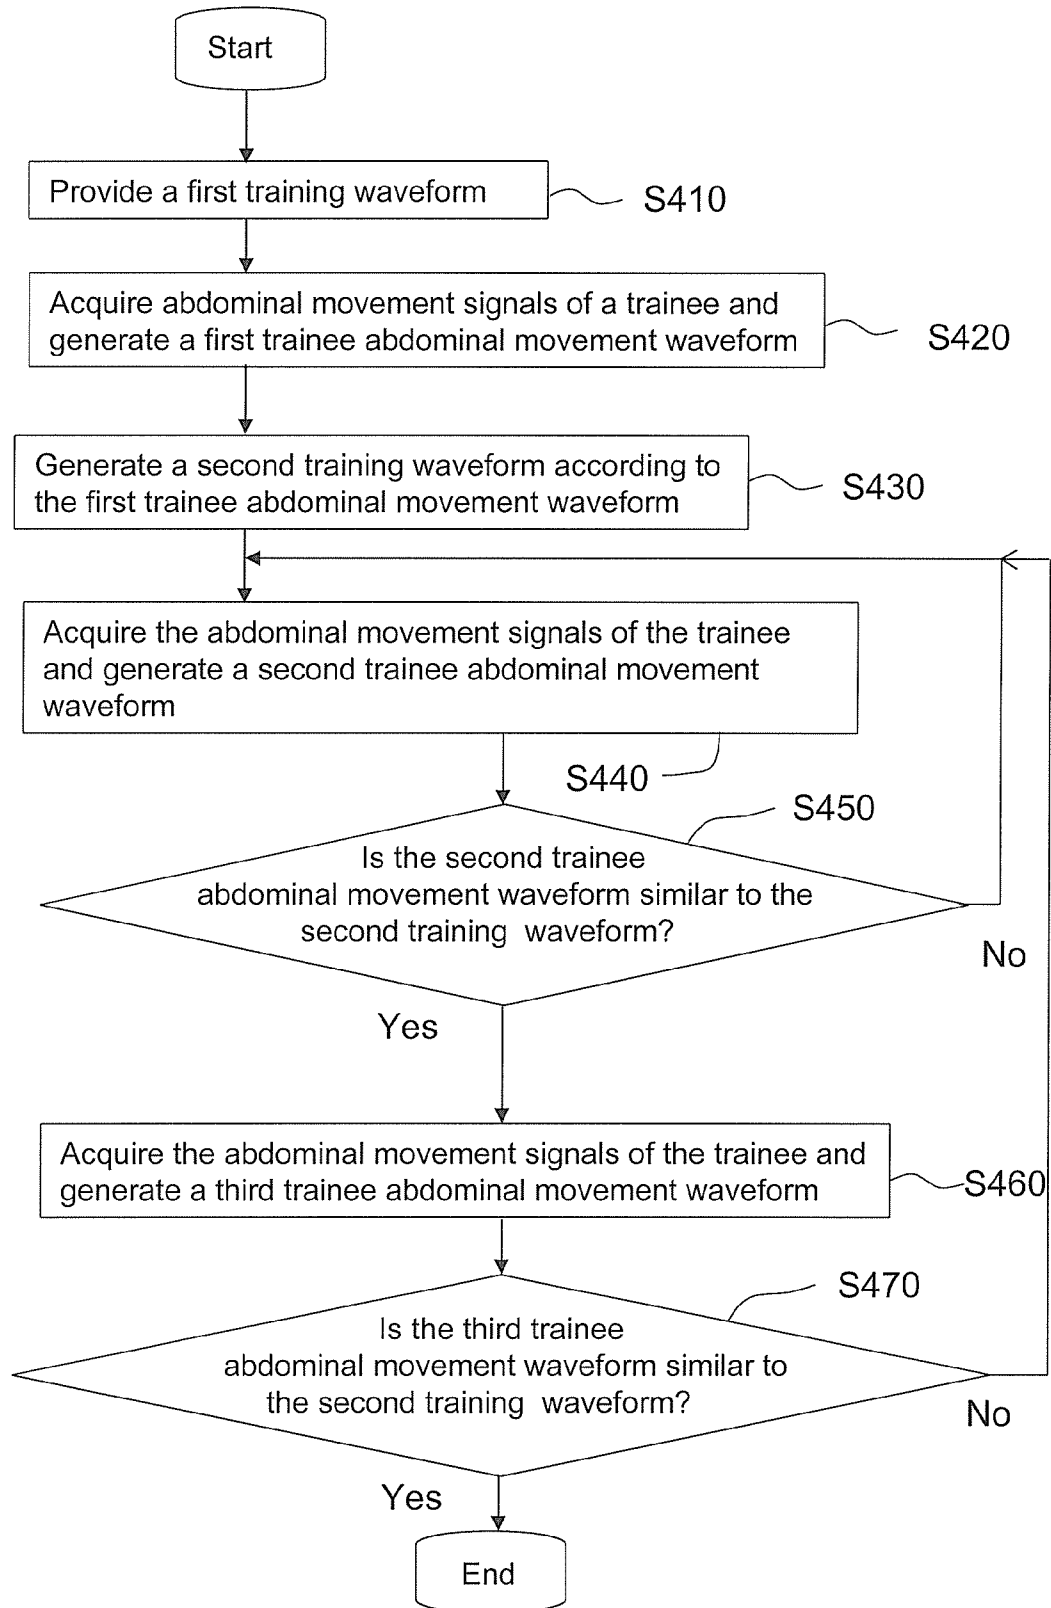 Start
Provide a first training waveform
S410
Acquire abdominal movement signals of a trainee and
generate a first trainee abdominal movement waveform
S420
Generate a second training waveform according to
the first trainee abdominal movement waveform
S430
Acquire the abdominal movement signals of the trainee
and generate a second trainee abdominal movement
waveform
S440
S450
Is the second trainee
abdominal movement waveform similar to the
second training waveform?
No
Yes
Acquire the abdominal movement signals of the trainee and
generate a third trainee abdominal movement waveform
S460
S470
Is the third trainee
abdominal movement waveform similar to
the second training waveform?
No
Yes
End